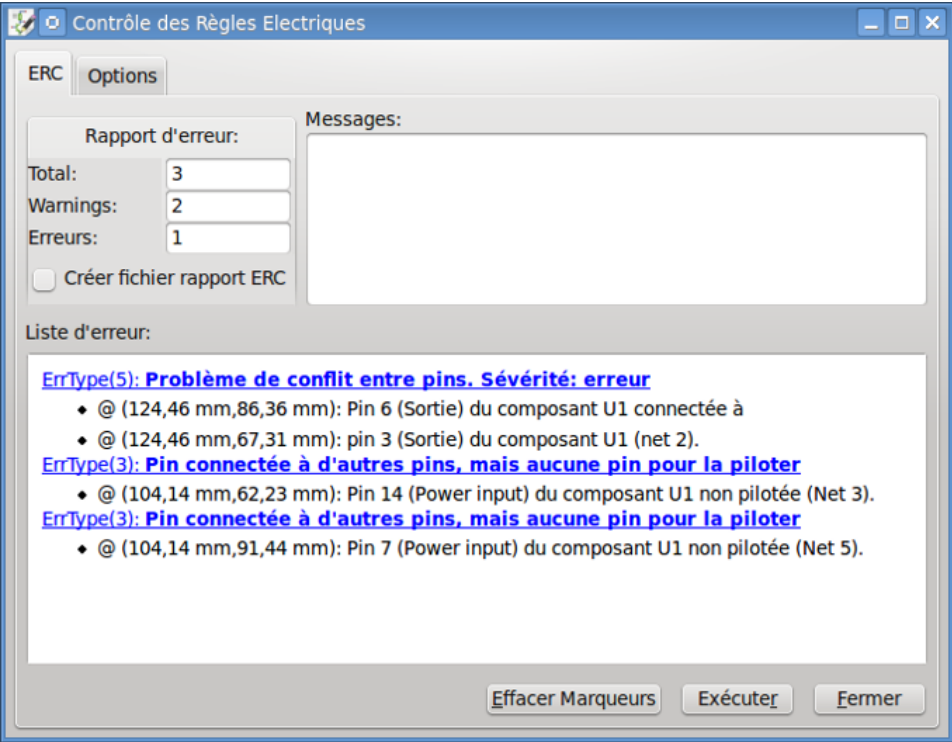 Contrôle des Règles Electriques
ERC
Options
Rapport d'erreur:
Total:
3
Warnings:
2
Erreurs:
1
Créer fichier rapport ERC
Messages:
Liste d'erreur:
ErrType(5): Problème de conflit entre pins. Sévérité: erreur
@ (124,46 mm,86,36 mm): Pin 6 (Sortie) du composant U1 connectée à
@ (124,46 mm,67,31 mm): pin 3 (Sortie) du composant U1 (net 2).
ErrType(3): Pin connectée à d'autres pins, mais aucune pin pour la piloter
@ (104,14 mm,62,23 mm): Pin 14 (Power input) du composant U1 non pilotée (Net 3).
ErrType(3): Pin connectée à d'autres pins, mais aucune pin pour la piloter
@ (104,14 mm,91,44 mm): Pin 7 (Power input) du composant U1 non pilotée (Net 5).
Effacer Marqueurs
Exécuter
Fermer